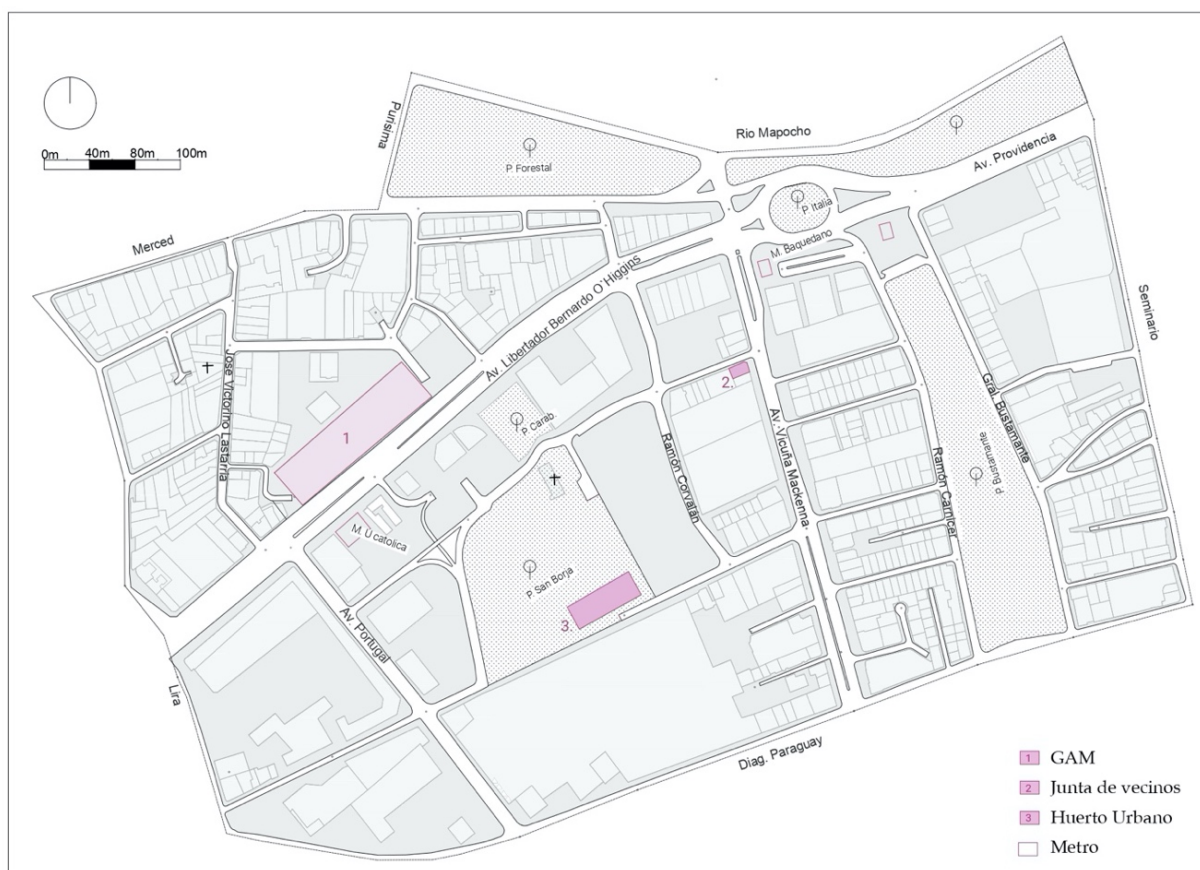 Purísima
Rio Mapocho
0m 40m 80m 100m
P. Forestal
Av. Providencia
P. Italia
Merced
M. Baquedano
Av. Libertador Bernardo O'Higgins
Seminario
José Victorino Lastarria
2.
Gral. Bustamante
P. Carab.
Av. Vicuña Mackenna
1
Ramón Corvalán
Ramón Carnicer
P. Bustamante
M. U catolica
P. San Borja
3.
Av. Portugal
Lira
Diag. Paraguay
1 GAM
2 Junta de vecinos
3 Huerto Urbano
Metro